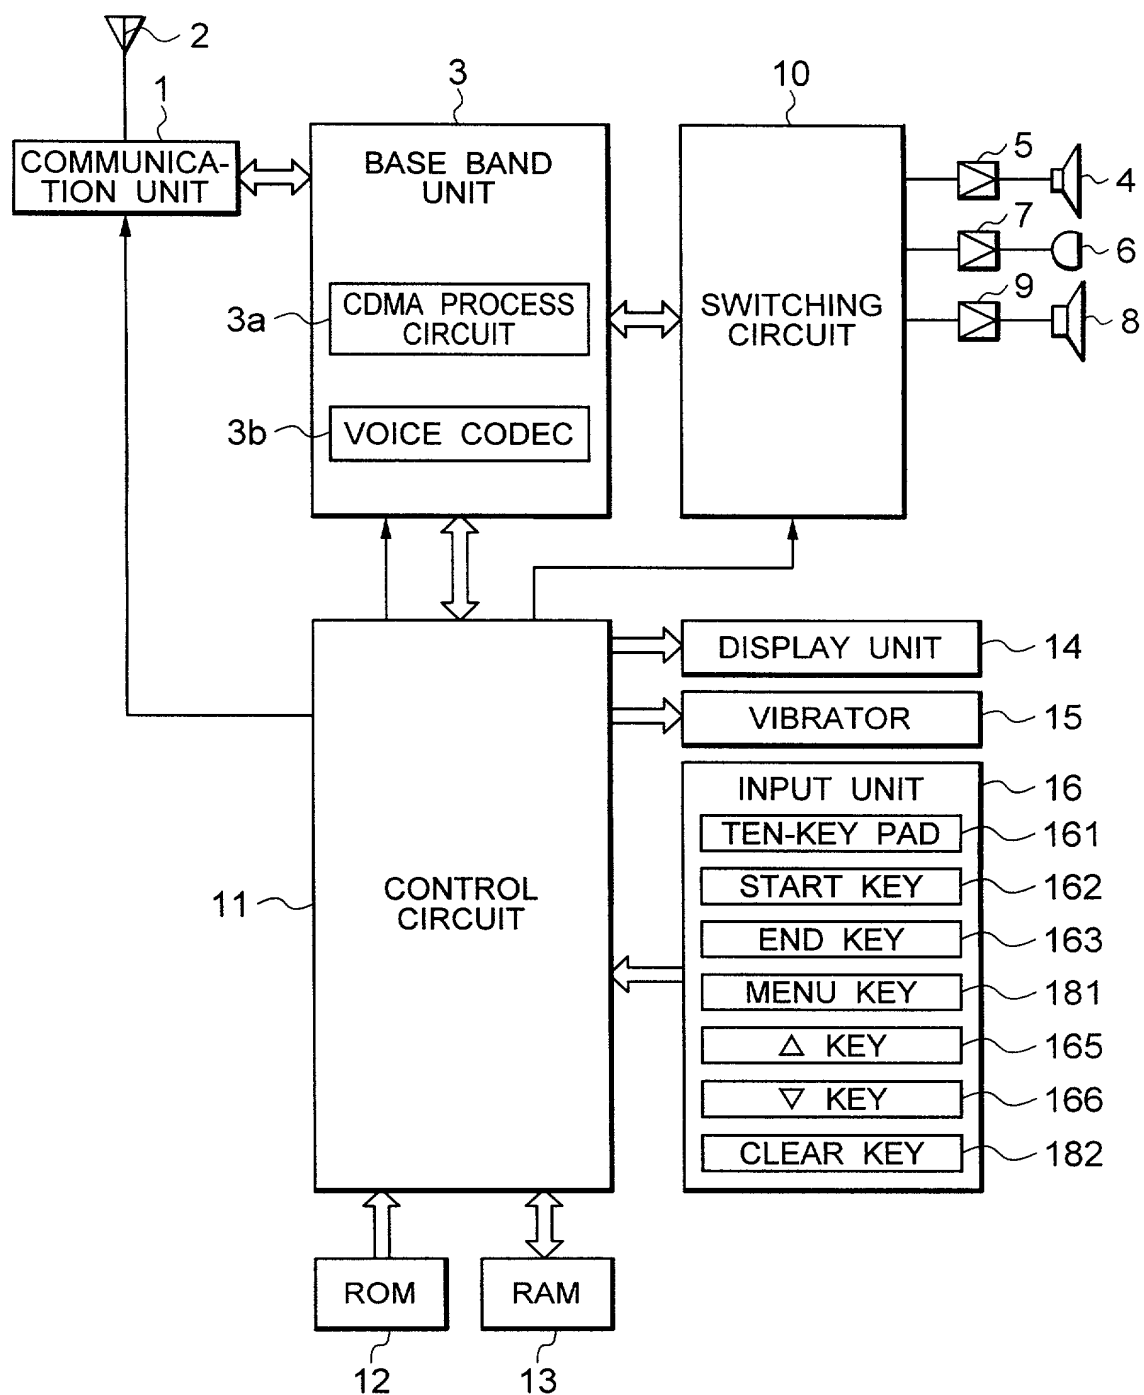 2
1
COMMUNICA-
TION UNIT
3
BASE BAND
UNIT
3a
CDMA PROCESS
CIRCUIT
3b
VOICE CODEC
10
SWITCHING
CIRCUIT
5
4
7
6
9
8
11
CONTROL
CIRCUIT
DISPLAY UNIT
14
VIBRATOR
15
INPUT UNIT
16
TEN-KEY PAD
161
START KEY
162
END KEY
163
MENU KEY
181
△ KEY
165
▽ KEY
166
CLEAR KEY
182
ROM
12
RAM
13